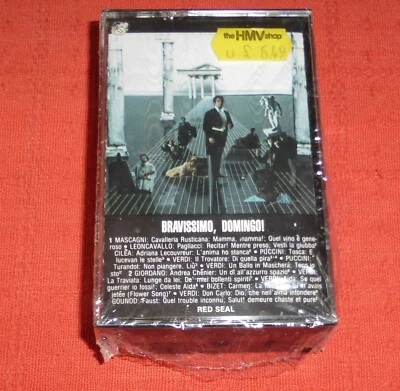 the HMV shop
£ 6.49
BRAVISSIMO, DOMINGO!
1 MASCAGNI: Cavalleria Rusticana: Mamma, mamma!. Quel vino è gene-
roso • LEONCAVALLO: Pagliacci: Recitar! Mentre preso, Vesti la giubba
CILEA: Adriana Lecouvreur: L'anima ho stanca • PUCCINI: Tosca: E
lucevan le stelle • VERDI: Il Trovatore: Di quella pira! • PUCCINI:
Turandot: Non piangere, Liù • VERDI: Un Ballo in Maschera: Teco
sto 2 GIORDANO: Andrea Chénier: Un dì all'azzurro spazio • VERDI:
La Traviata: Lunge da lei; De' miei bollenti spiriti • VERDI: Aida: Se quel
guerrier io fossi!; Celeste Aida • BIZET: Carmen: La fleur que tu m'avais
jetée (Flower Song) • VERDI: Don Carlo: Dio, che nell'alma infondere
GOUNOD: Faust: Quel trouble inconnu; Salut! demeure chaste et pure
RED SEAL